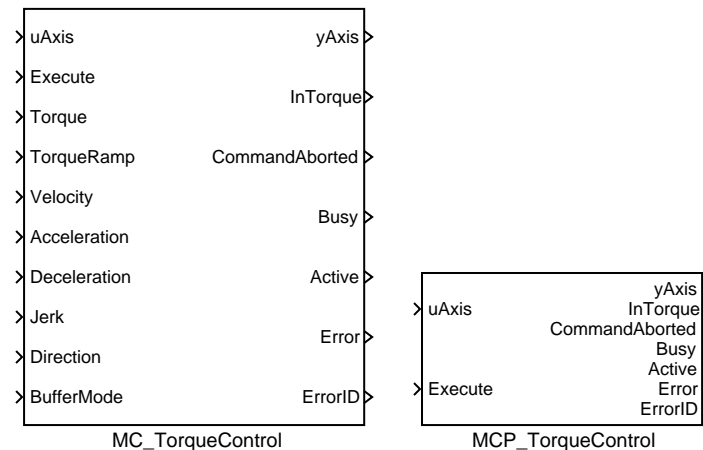 uAxis
Execute
Torque
TorqueRamp
Velocity
Acceleration
Deceleration
Jerk
Direction
BufferMode
yAxis
InTorque
CommandAborted
Busy
Active
Error
ErrorID
MC_TorqueControl
uAxis
Execute
yAxis
InTorque
CommandAborted
Busy
Active
Error
ErrorID
MCP_TorqueControl